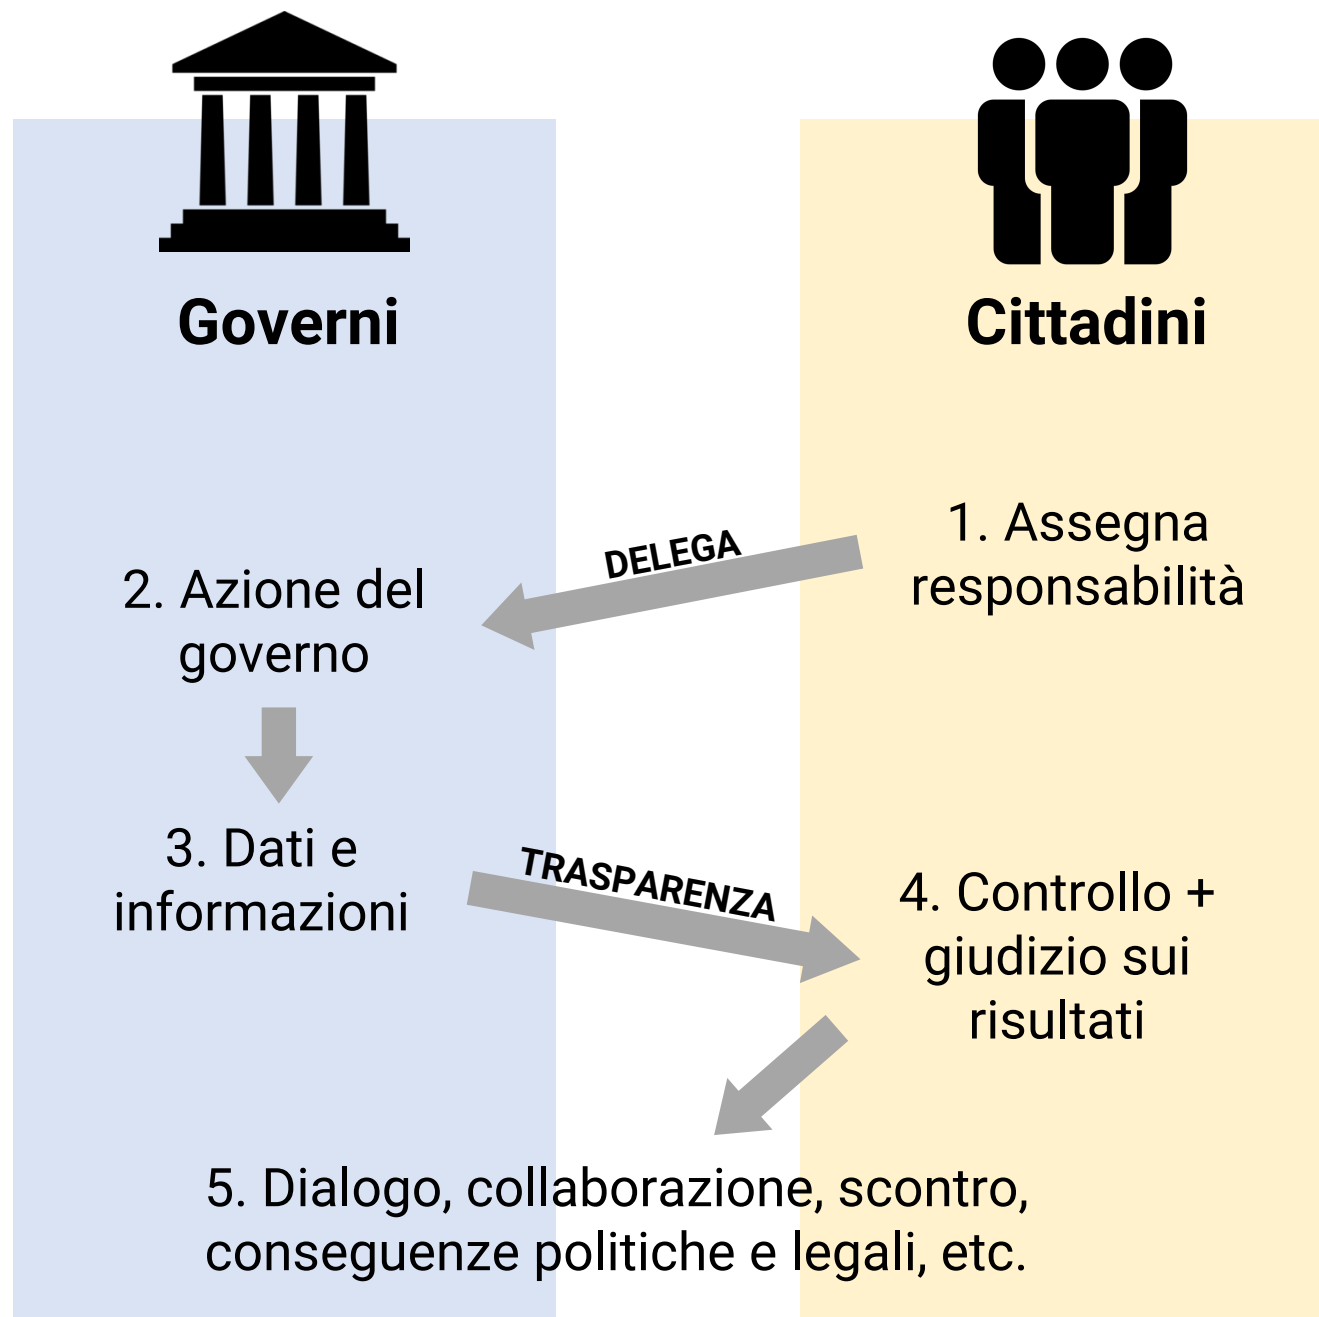 Governi
Cittadini
1. Assegna
responsabilità
DELEGA
2. Azione del
governo
3. Dati e
informazioni
TRASPARENZA
4. Controllo +
giudizio sui
risultati
5. Dialogo, collaborazione, scontro,
conseguenze politiche e legali, etc.